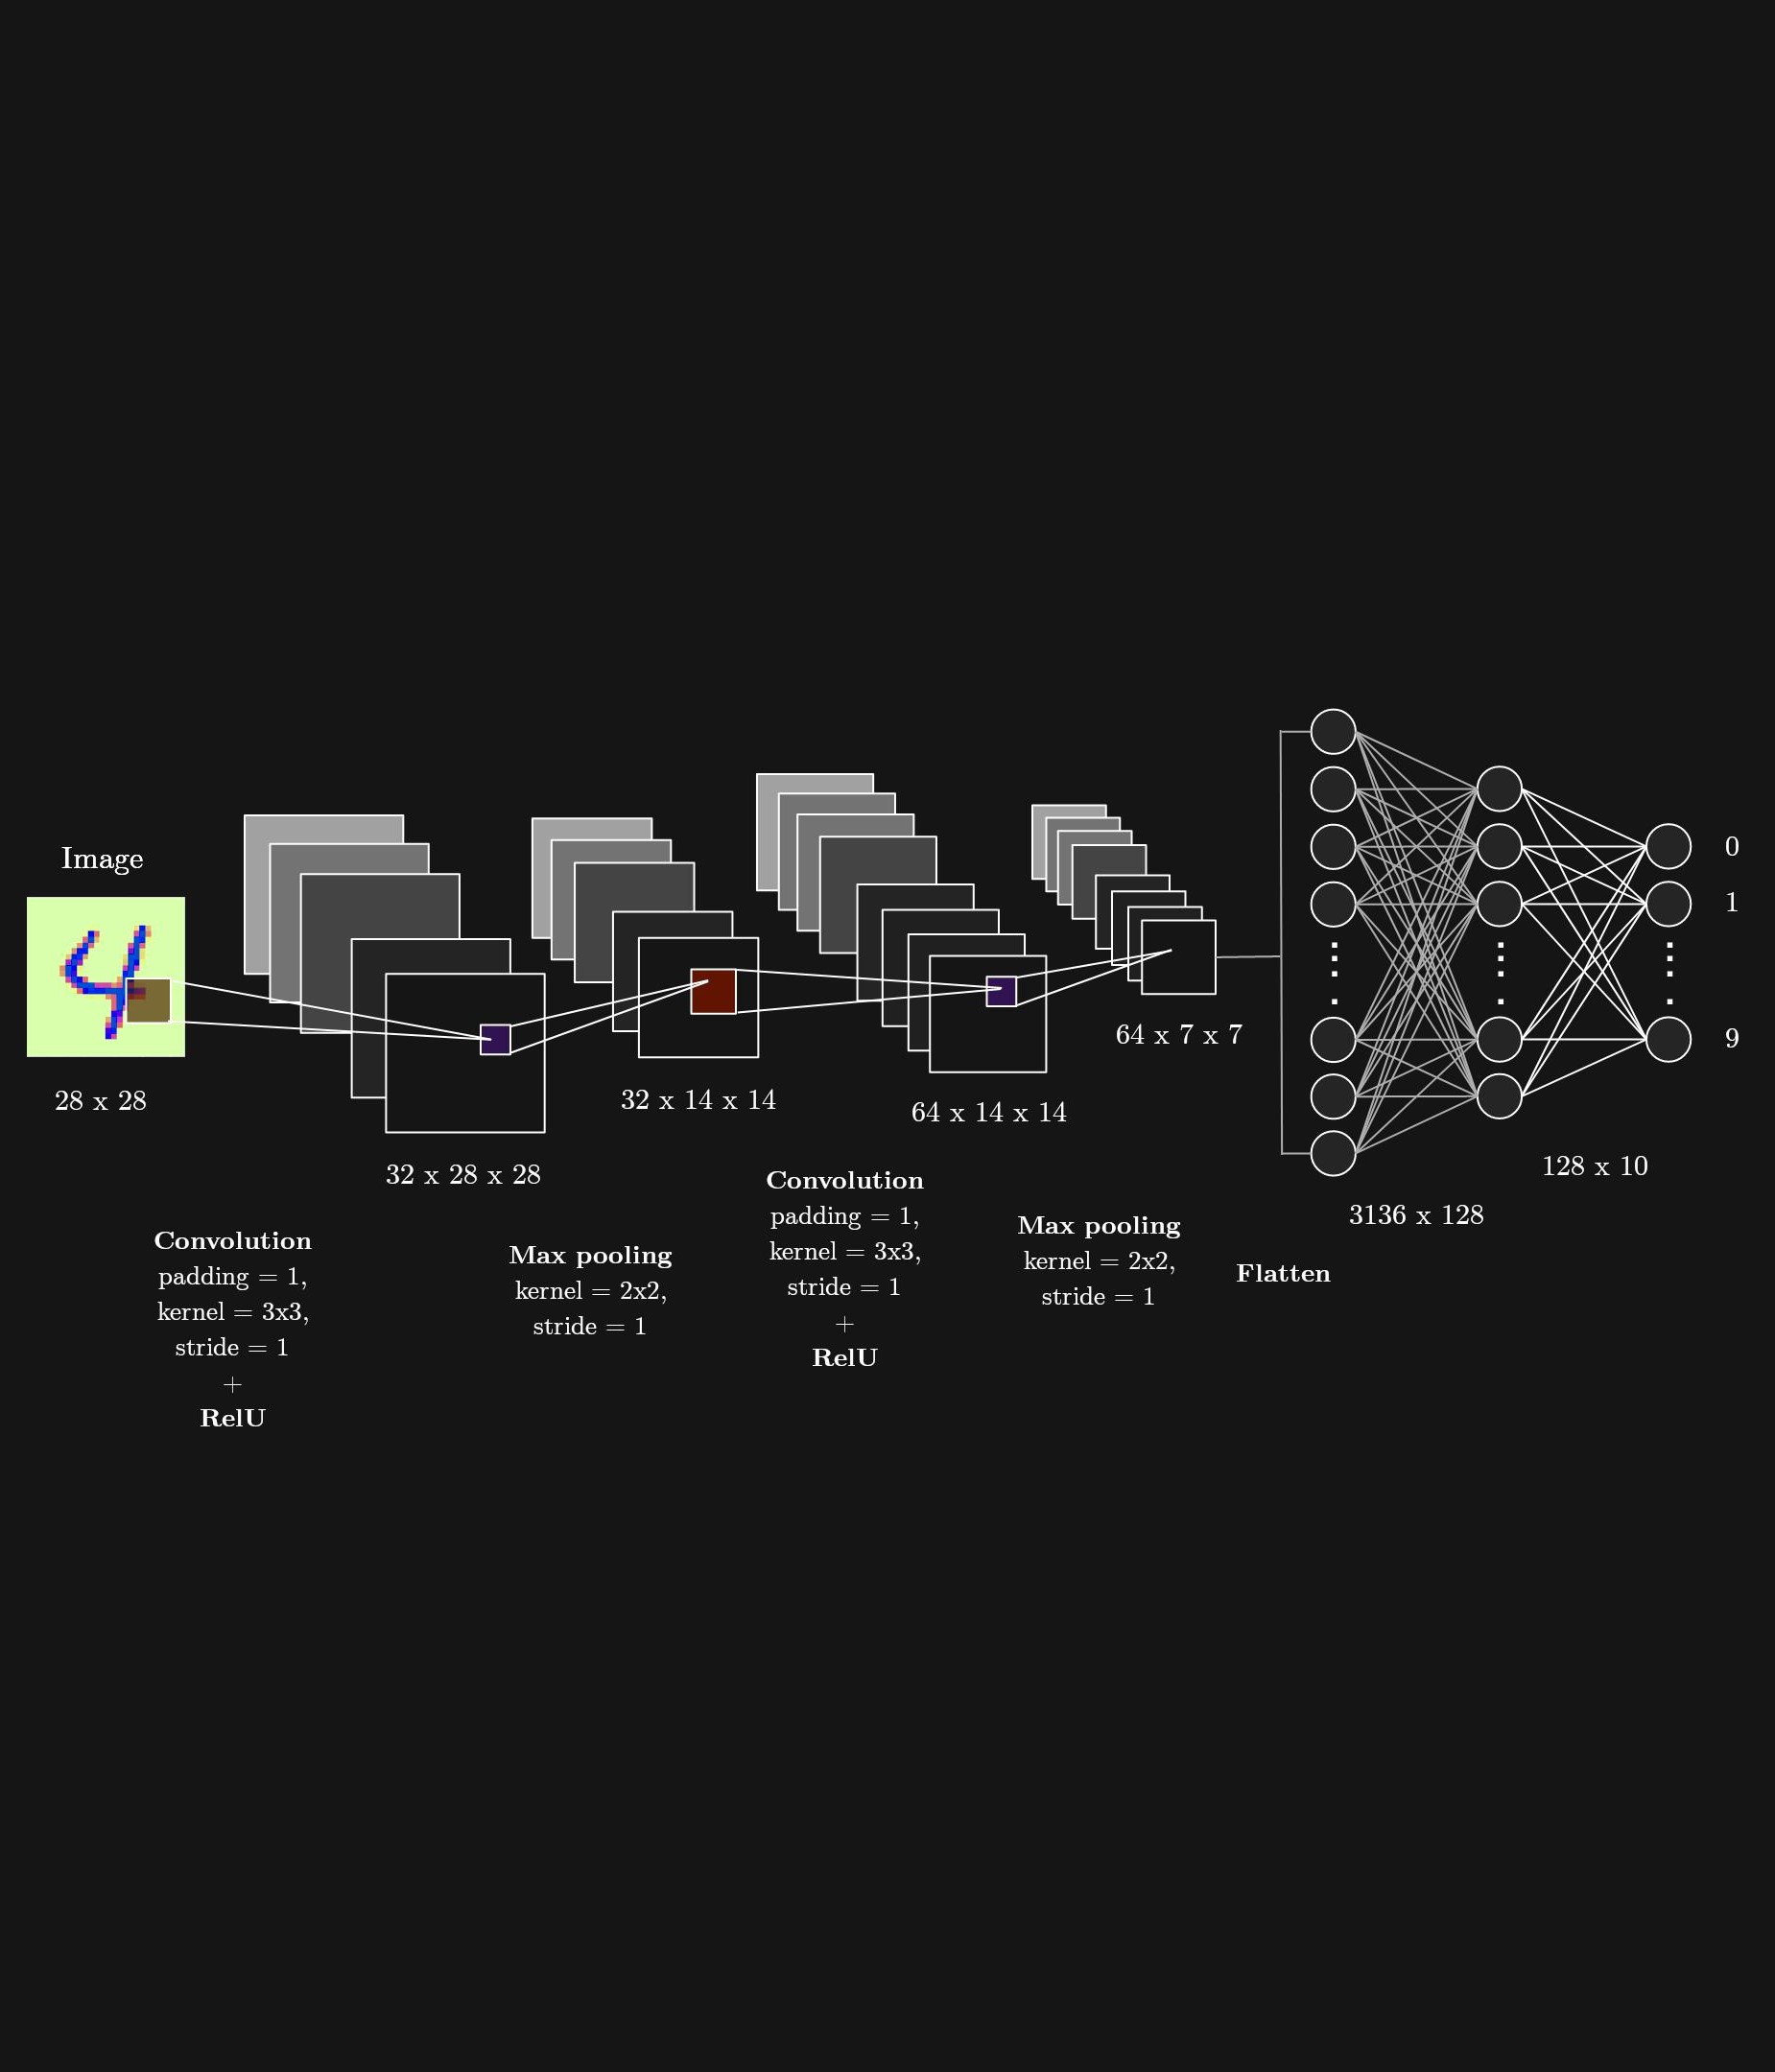 Image
28 x 28
32 x 28 x 28
32 x 14 x 14
64 x 14 x 14
64 x 7 x 7
3136 x 128
128 x 10
0
1
9
Convolution
padding = 1,
kernel = 3x3,
stride = 1
+
RelU
Max pooling
kernel = 2x2,
stride = 1
Convolution
padding = 1,
kernel = 3x3,
stride = 1
+
RelU
Max pooling
kernel = 2x2,
stride = 1
Flatten